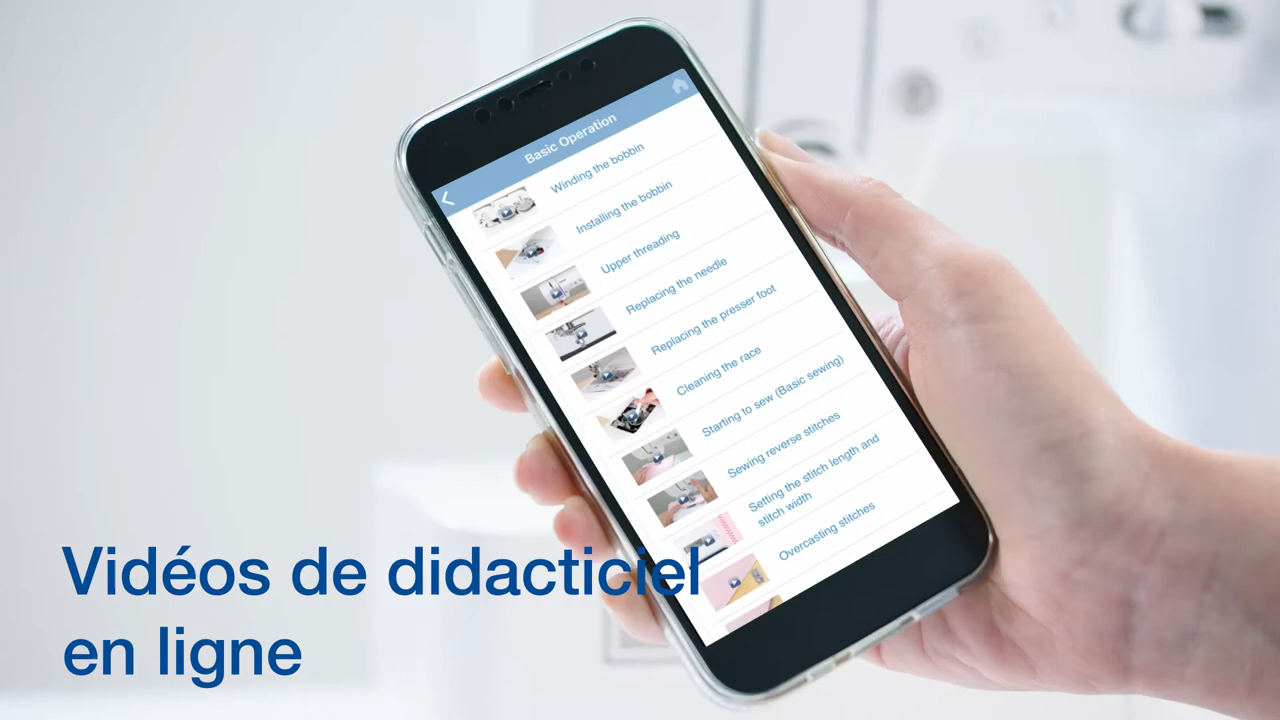 Basic Operation
Winding the bobbin
Installing the bobbin
Upper threading
Replacing the needle
Replacing the presser foot
Cleaning the race
Starting to sew (Basic sewing)
Sewing reverse stitches
Setting the stitch length and
stitch width
Overcasting stitches
Vidéos de didacticiel
en ligne